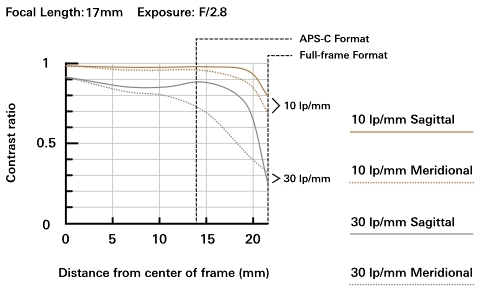 Focal Length: 17mm Exposure: F/2.8
APS-C Format
Full-frame Format
1
0.5
0
Contrast ratio
10 lp/mm
30 lp/mm
0 5 10 15 20
Distance from center of frame (mm)
10 lp/mm Sagittal
10 lp/mm Meridional
30 lp/mm Sagittal
30 lp/mm Meridional